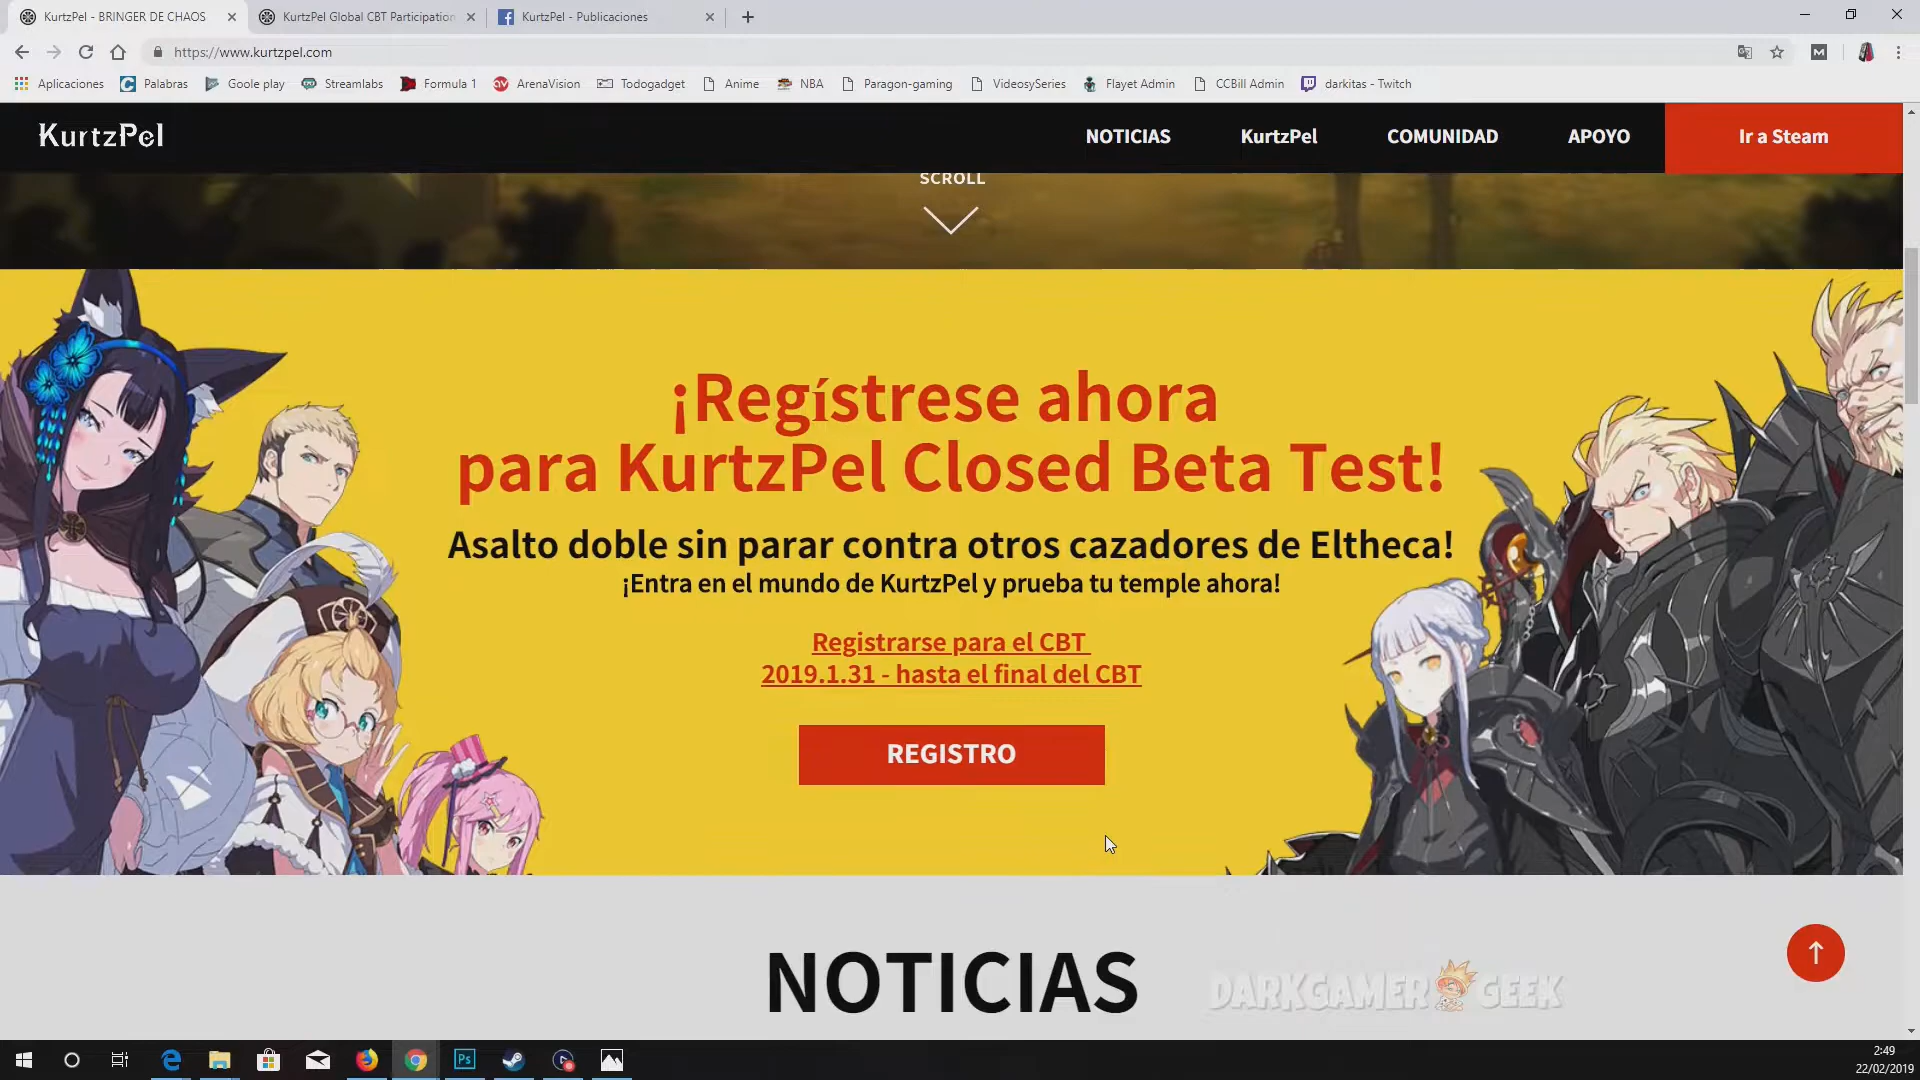 KurtzPel - BRINGER DE CHAOS
KurtzPel Global CBT Participation
KurtzPel - Publicaciones
https://www.kurtzpel.com
Aplicaciones
Palabras
Goole play
Streamlabs
Formula 1
ArenaVision
Todogadget
Anime
NBA
Paragon-gaming
VideosySeries
Flayet Admin
CCBill Admin
darkitas - Twitch
KurtzPel
NOTICIAS
KurtzPel
COMUNIDAD
APOYO
Ir a Steam
SCROLL
¡Regístrese ahora
para KurtzPel Closed Beta Test!
Asalto doble sin parar contra otros cazadores de Eltheca!
¡Entra en el mundo de KurtzPel y prueba tu temple ahora!
Registrarse para el CBT
2019.1.31 - hasta el final del CBT
REGISTRO
NOTICIAS
DARKGAMER GEEK
Ps
2:49
22/02/2019